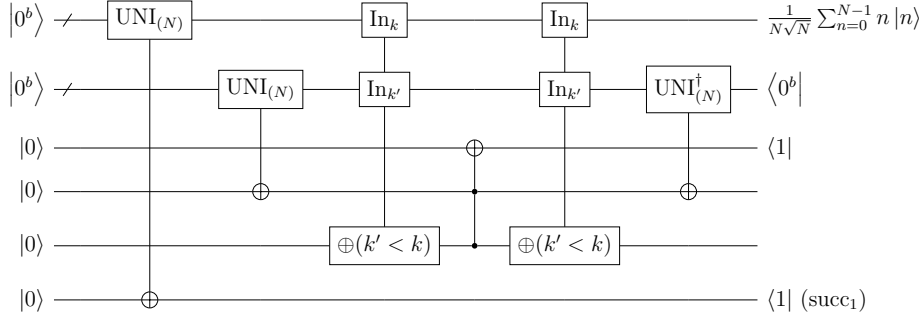 |0^b⟩ UNI_(N) In_k In_k 1/(N√N) ∑_{n=0}^{N−1} n |n⟩
|0^b⟩ UNI_(N) In_k′ In_k′ UNI†_(N) ⟨0^b|
|0⟩ ⟨1|
|0⟩
|0⟩ ⊕(k′ < k) ⊕(k′ < k)
|0⟩ ⟨1| (succ₁)